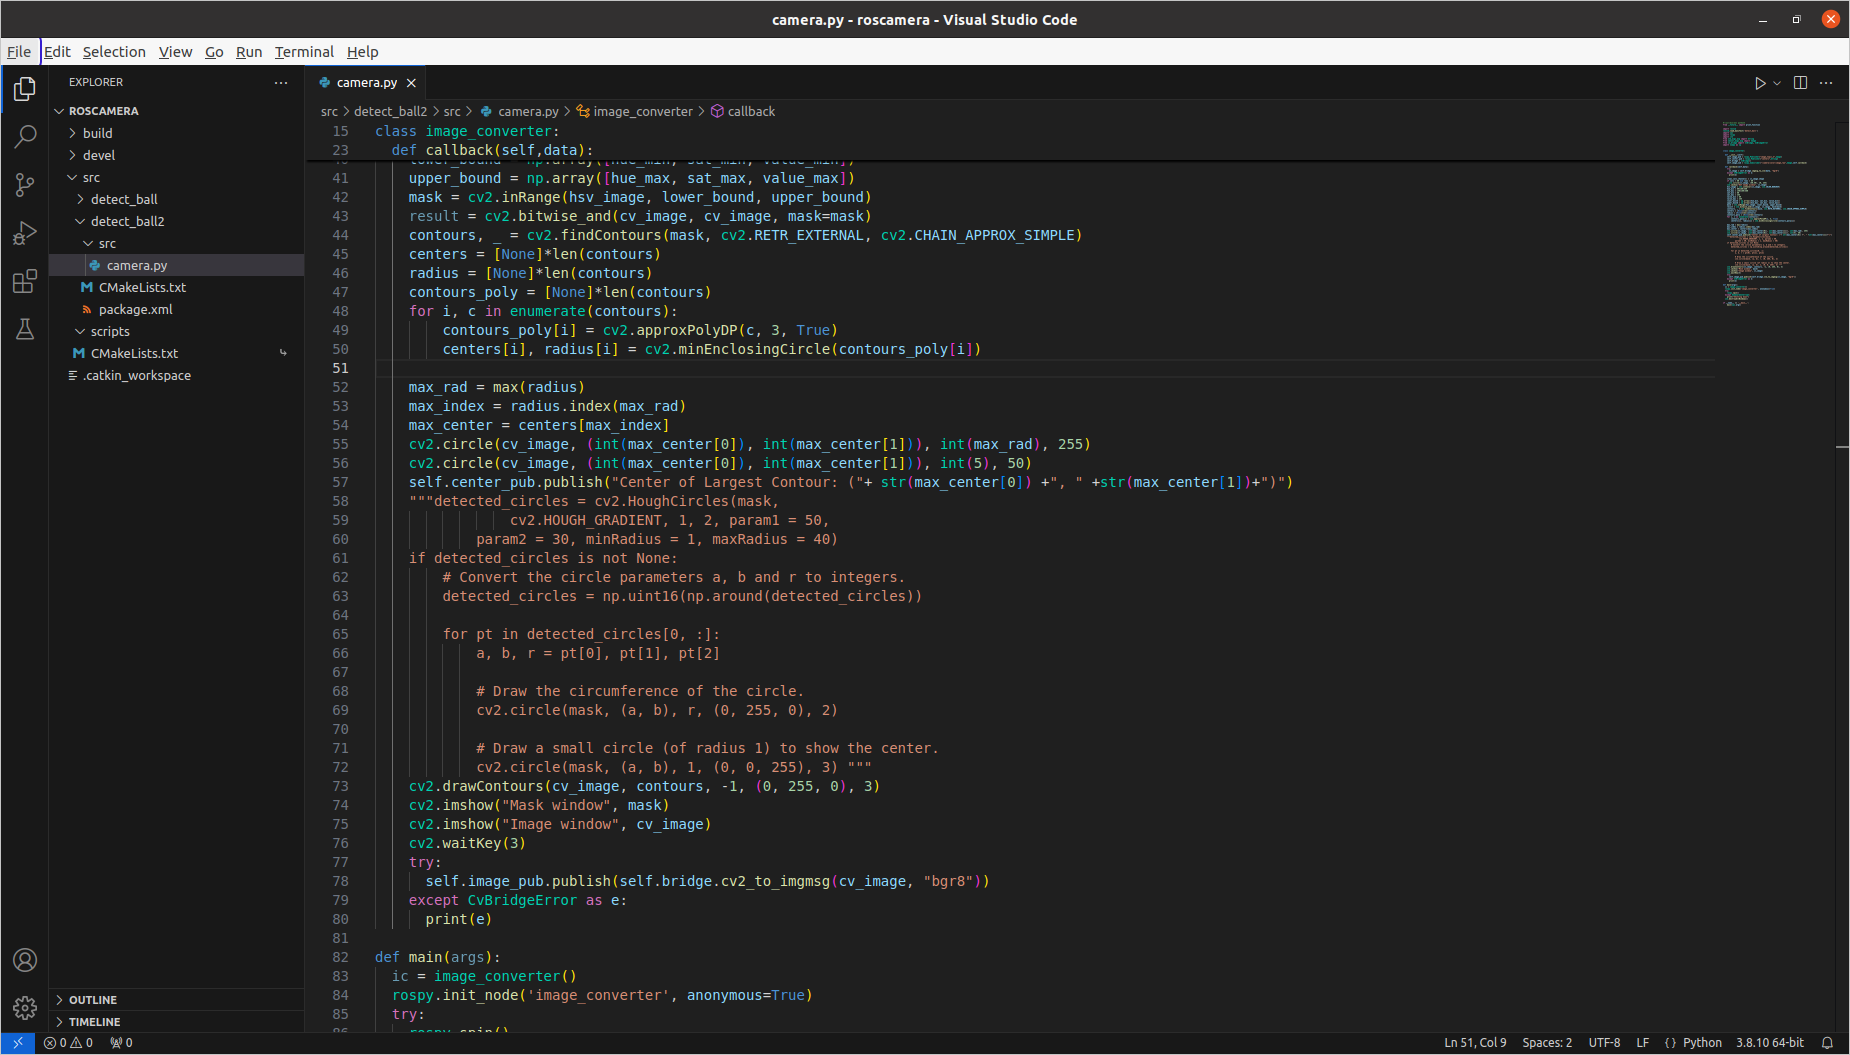 camera.py - roscamera - Visual Studio Code
File Edit Selection View Go Run Terminal Help
EXPLORER
ROSCAMERA
build
devel
src
detect_ball
detect_ball2
src
camera.py
CMakeLists.txt
package.xml
scripts
CMakeLists.txt
.catkin_workspace
OUTLINE
TIMELINE
camera.py
src > detect_ball2 > src > camera.py > image_converter > callback
15 class image_converter:
23 def callback(self,data):
40 lower_bound = np.array([hue_min, sat_min, value_min])
41 upper_bound = np.array([hue_max, sat_max, value_max])
42 mask = cv2.inRange(hsv_image, lower_bound, upper_bound)
43 result = cv2.bitwise_and(cv_image, cv_image, mask=mask)
44 contours, _ = cv2.findContours(mask, cv2.RETR_EXTERNAL, cv2.CHAIN_APPROX_SIMPLE)
45 centers = [None]*len(contours)
46 radius = [None]*len(contours)
47 contours_poly = [None]*len(contours)
48 for i, c in enumerate(contours):
49 contours_poly[i] = cv2.approxPolyDP(c, 3, True)
50 centers[i], radius[i] = cv2.minEnclosingCircle(contours_poly[i])
51
52 max_rad = max(radius)
53 max_index = radius.index(max_rad)
54 max_center = centers[max_index]
55 cv2.circle(cv_image, (int(max_center[0]), int(max_center[1])), int(max_rad), 255)
56 cv2.circle(cv_image, (int(max_center[0]), int(max_center[1])), int(5), 50)
57 self.center_pub.publish("Center of Largest Contour: ("+ str(max_center[0]) +", " +str(max_center[1])+")")
58 """detected_circles = cv2.HoughCircles(mask,
59 cv2.HOUGH_GRADIENT, 1, 2, param1 = 50,
60 param2 = 30, minRadius = 1, maxRadius = 40)
61 if detected_circles is not None:
62 # Convert the circle parameters a, b and r to integers.
63 detected_circles = np.uint16(np.around(detected_circles))
64
65 for pt in detected_circles[0, :]:
66 a, b, r = pt[0], pt[1], pt[2]
67
68 # Draw the circumference of the circle.
69 cv2.circle(mask, (a, b), r, (0, 255, 0), 2)
70
71 # Draw a small circle (of radius 1) to show the center.
72 cv2.circle(mask, (a, b), 1, (0, 0, 255), 3) """
73 cv2.drawContours(cv_image, contours, -1, (0, 255, 0), 3)
74 cv2.imshow("Mask window", mask)
75 cv2.imshow("Image window", cv_image)
76 cv2.waitKey(3)
77 try:
78 self.image_pub.publish(self.bridge.cv2_to_imgmsg(cv_image, "bgr8"))
79 except CvBridgeError as e:
80 print(e)
81
82 def main(args):
83 ic = image_converter()
84 rospy.init_node('image_converter', anonymous=True)
85 try:
86 rospy.spin()
0 0 0 Ln 51, Col 9 Spaces: 2 UTF-8 LF {} Python 3.8.10 64-bit